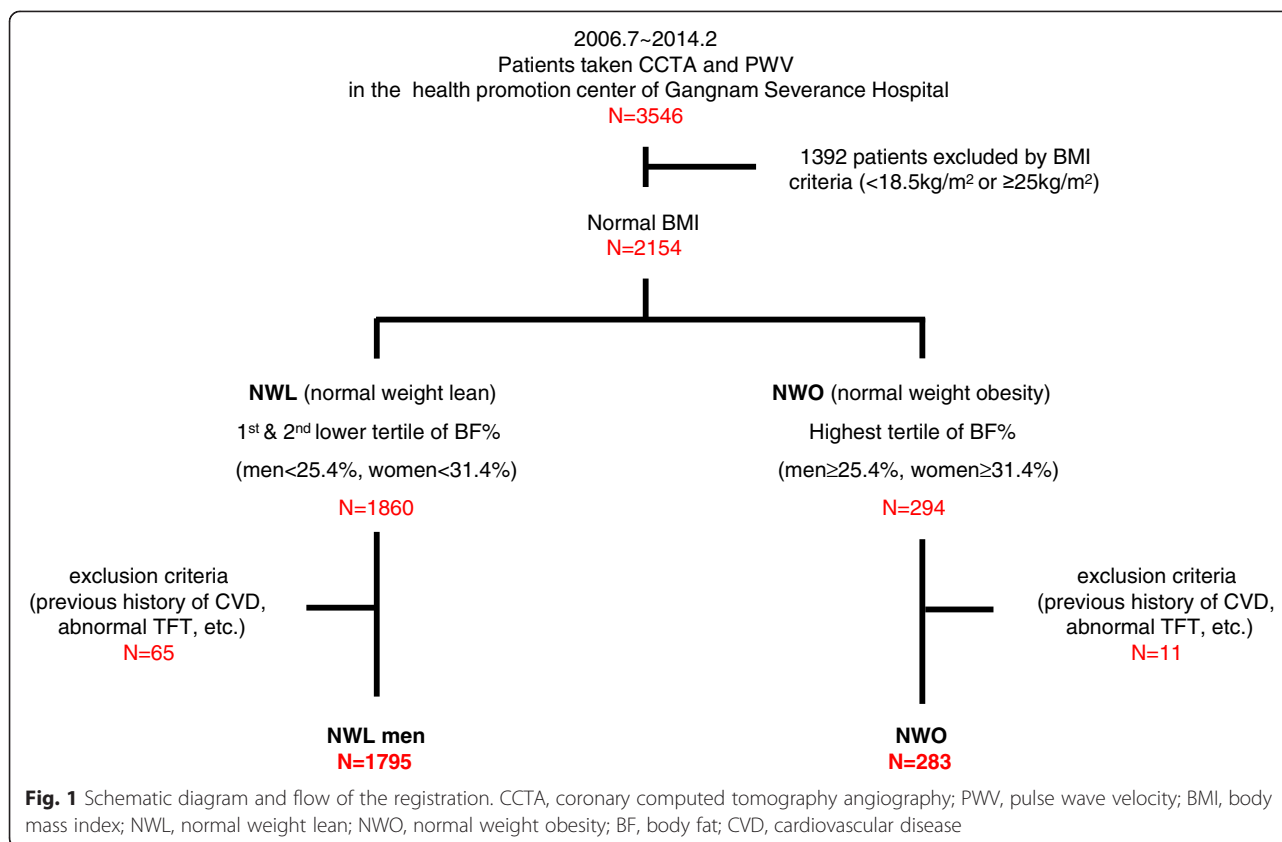 2006.7~2014.2
Patients taken CCTA and PWV
in the health promotion center of Gangnam Severance Hospital
N=3546
1392 patients excluded by BMI
criteria (<18.5kg/m² or ≥25kg/m²)
Normal BMI
N=2154
NWL (normal weight lean)
1st & 2nd lower tertile of BF%
(men<25.4%, women<31.4%)
N=1860
NWO (normal weight obesity)
Highest tertile of BF%
(men≥25.4%, women≥31.4%)
N=294
exclusion criteria
(previous history of CVD,
abnormal TFT, etc.)
N=65
exclusion criteria
(previous history of CVD,
abnormal TFT, etc.)
N=11
NWL men
N=1795
NWO
N=283
Fig. 1 Schematic diagram and flow of the registration. CCTA, coronary computed tomography angiography; PWV, pulse wave velocity; BMI, body
mass index; NWL, normal weight lean; NWO, normal weight obesity; BF, body fat; CVD, cardiovascular disease